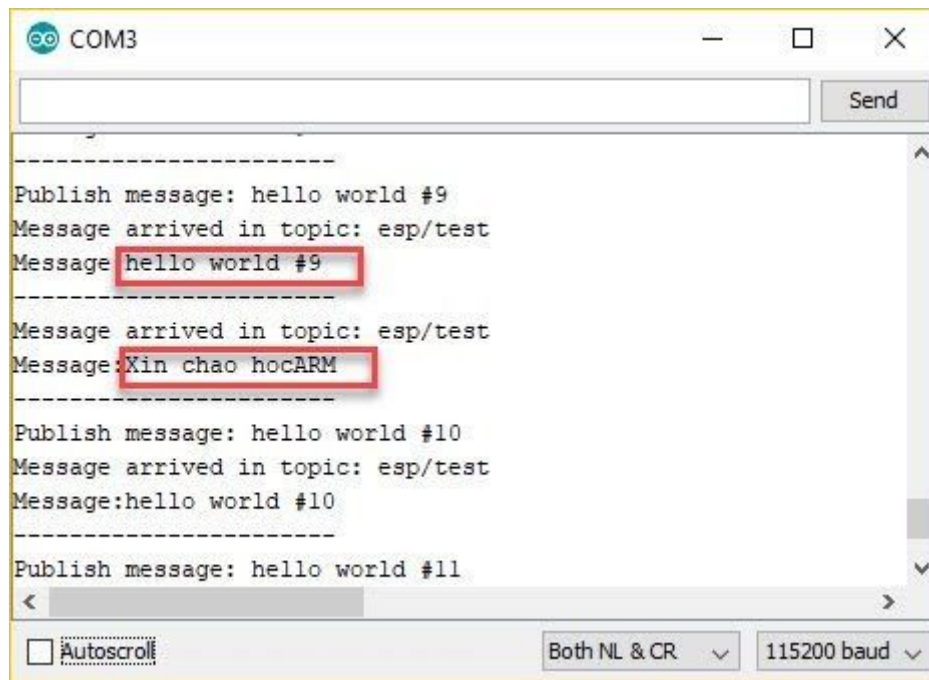 COM3
Send
-----------------------
Publish message: hello world #9
Message arrived in topic: esp/test
Message:hello world #9
-----------------------
Message arrived in topic: esp/test
Message:Xin chao hocARM
-----------------------
Publish message: hello world #10
Message arrived in topic: esp/test
Message:hello world #10
-----------------------
Publish message: hello world #11
Autoscroll
Both NL & CR
115200 baud